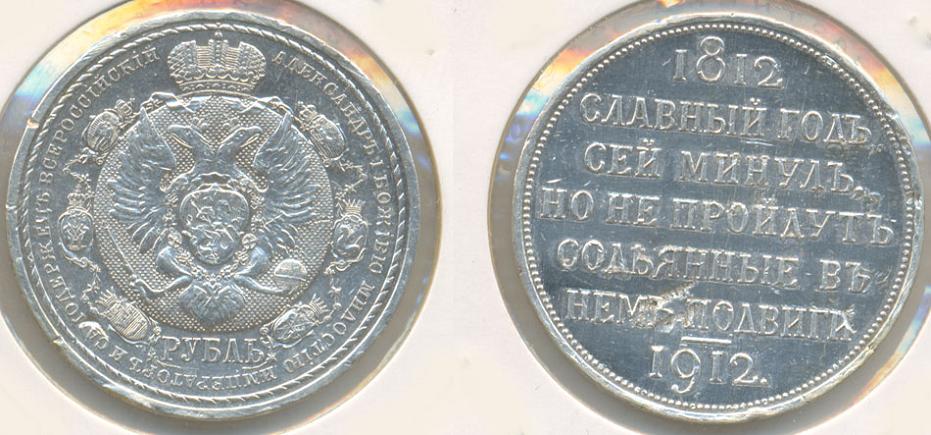 АЛЕКСАНДРЪ I БОЖІЕЮ МИЛОСТІЮ ИМПЕРАТОРЪ И САМОДЕРЖЕЦЪ ВСЕРОССІЙСКІЙ
РУБЛЬ
1812
СЛАВНЫЙ ГОДЪ
СЕЙ МИНУЛЪ,
НО НЕ ПРОЙДУТЪ
СОДѢЯННЫЕ ВЪ
НЕМЪ ПОДВИГИ
1912.